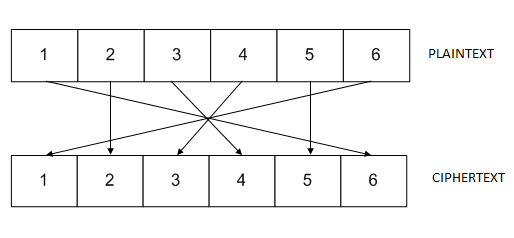 1 2 3 4 5 6 PLAINTEXT
1 2 3 4 5 6 CIPHERTEXT